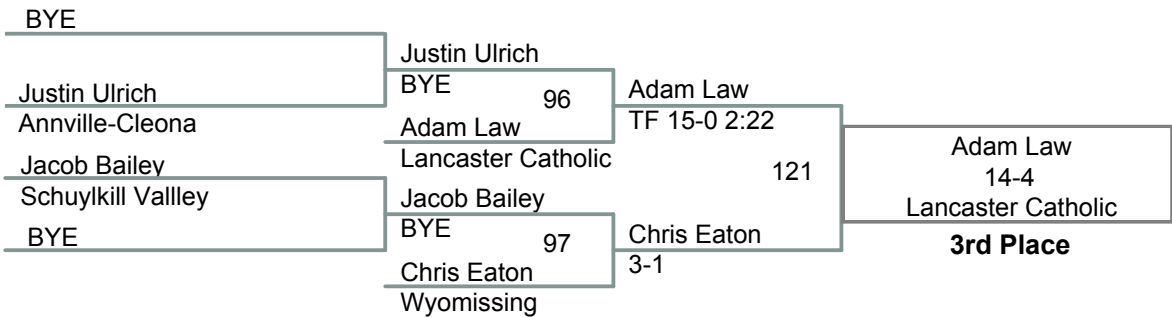 BYE
Justin Ulrich
Annville-Cleona
Jacob Bailey
Schuylkill Vallley
BYE
Justin Ulrich
BYE
96
Adam Law
Lancaster Catholic
Jacob Bailey
BYE
97
Chris Eaton
Wyomissing
Adam Law
TF 15-0 2:22
121
Chris Eaton
3-1
Adam Law
14-4
Lancaster Catholic
3rd Place